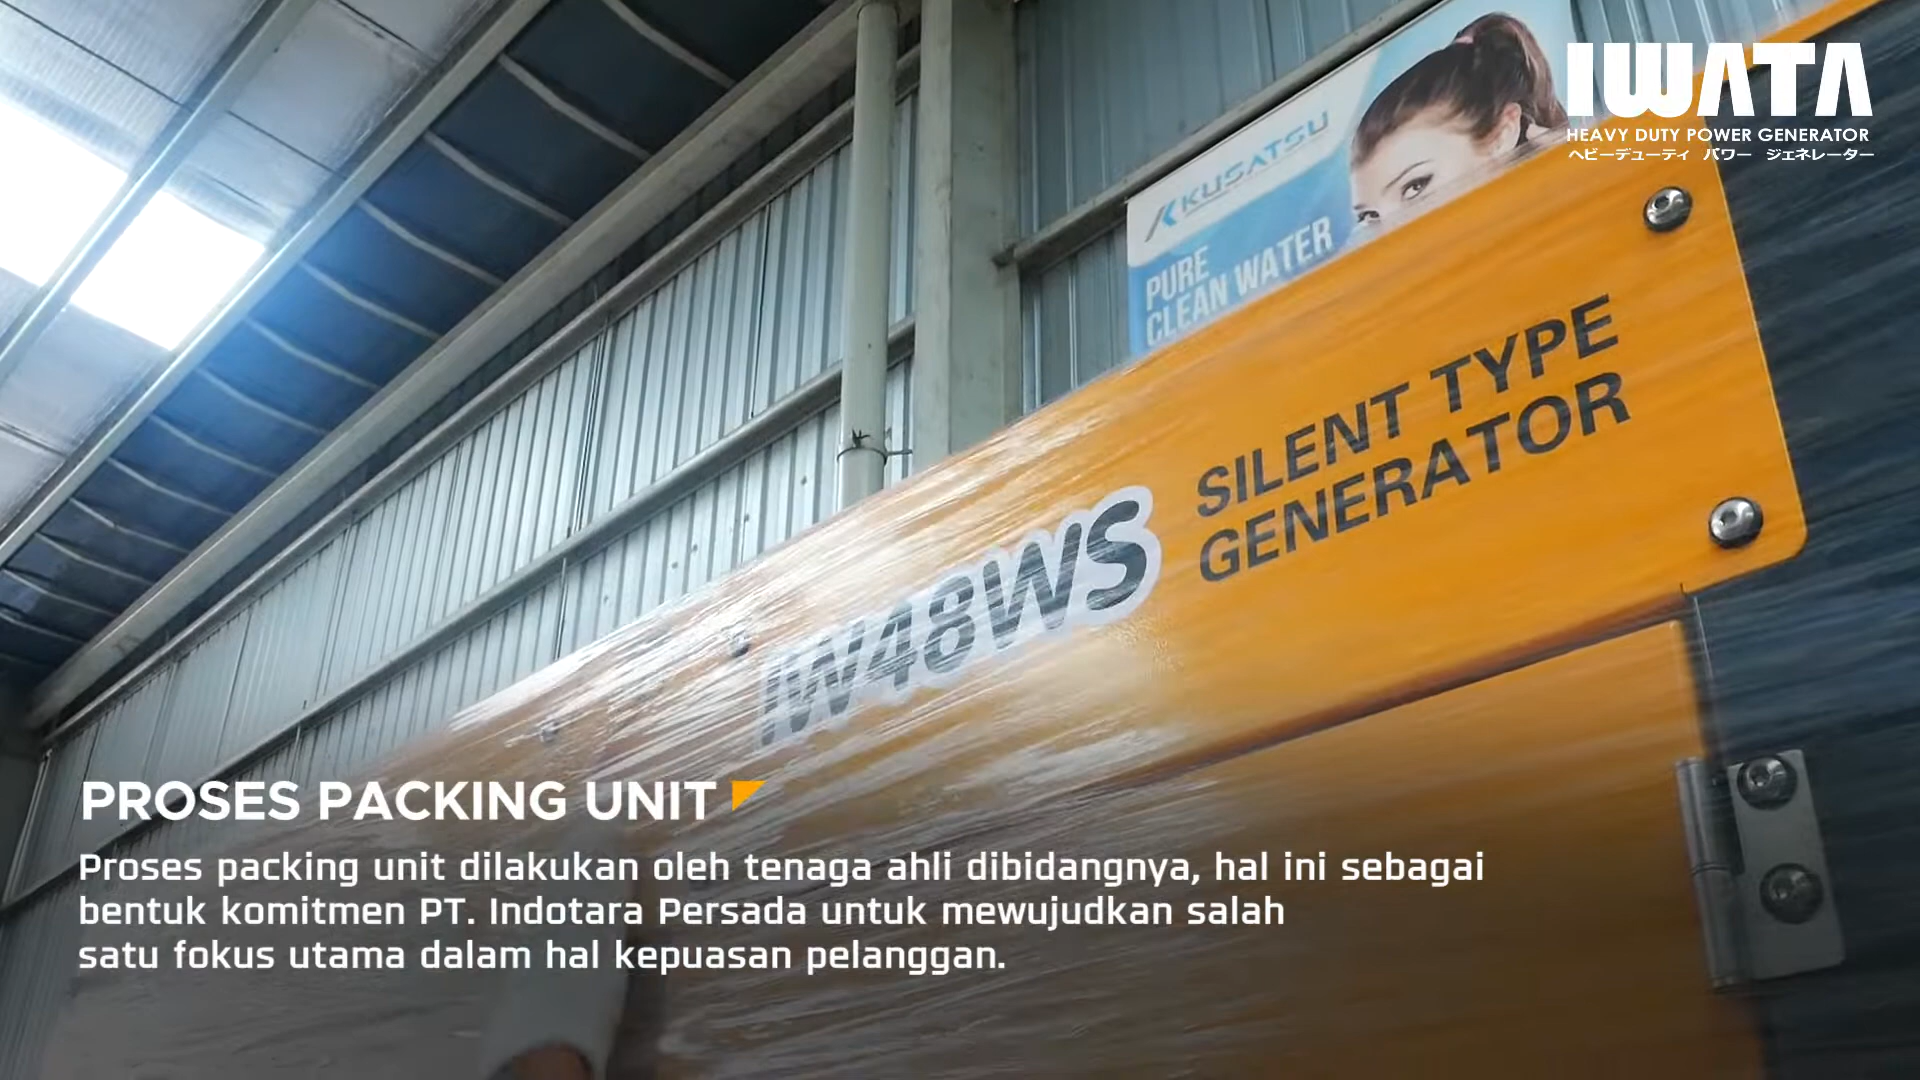 IWATA
HEAVY DUTY POWER GENERATOR
ヘビーデューティ パワー ジェネレーター
KUSATSU
PURE
CLEAN WATER
SILENT TYPE
GENERATOR
IW48WS
PROSES PACKING UNIT
Proses packing unit dilakukan oleh tenaga ahli dibidangnya, hal ini sebagai
bentuk komitmen PT. Indotara Persada untuk mewujudkan salah
satu fokus utama dalam hal kepuasan pelanggan.